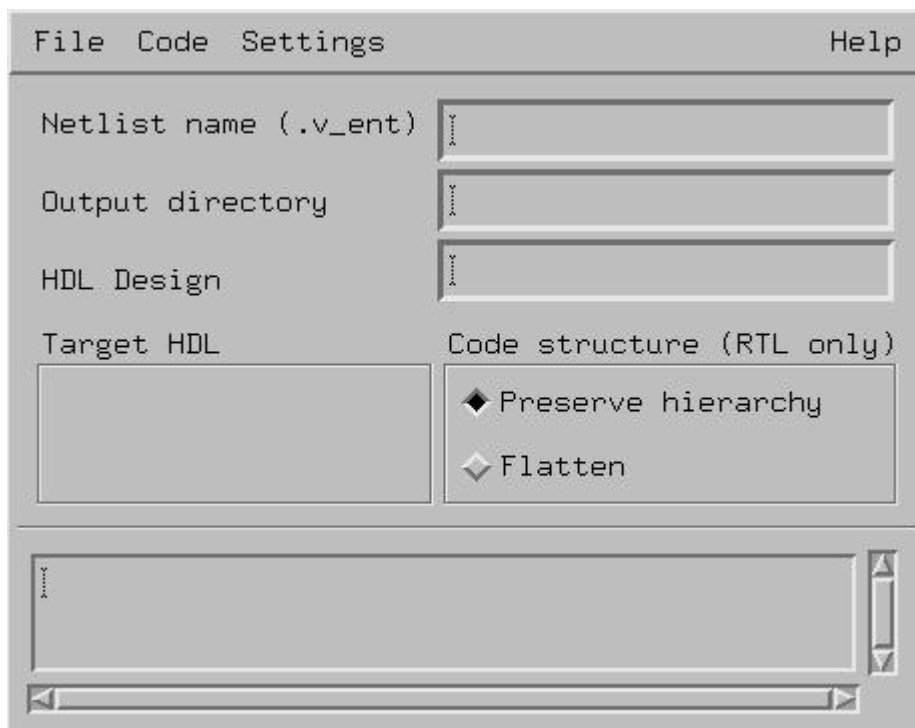 File Code Settings Help
Netlist name (.v_ent)
Output directory
HDL Design
Target HDL
Code structure (RTL only)
Preserve hierarchy
Flatten